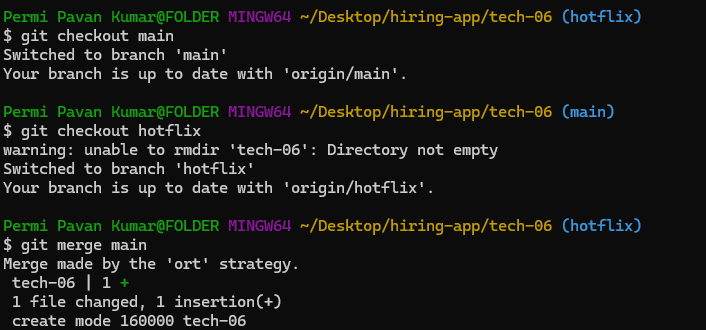 Permi Pavan Kumar@FOLDER MINGW64 ~/Desktop/hiring-app/tech-06 (hotflix)
$ git checkout main
Switched to branch 'main'
Your branch is up to date with 'origin/main'.
Permi Pavan Kumar@FOLDER MINGW64 ~/Desktop/hiring-app/tech-06 (main)
$ git checkout hotflix
warning: unable to rmdir 'tech-06': Directory not empty
Switched to branch 'hotflix'
Your branch is up to date with 'origin/hotflix'.
Permi Pavan Kumar@FOLDER MINGW64 ~/Desktop/hiring-app/tech-06 (hotflix)
$ git merge main
Merge made by the 'ort' strategy.
 tech-06 | 1 +
 1 file changed, 1 insertion(+)
 create mode 160000 tech-06